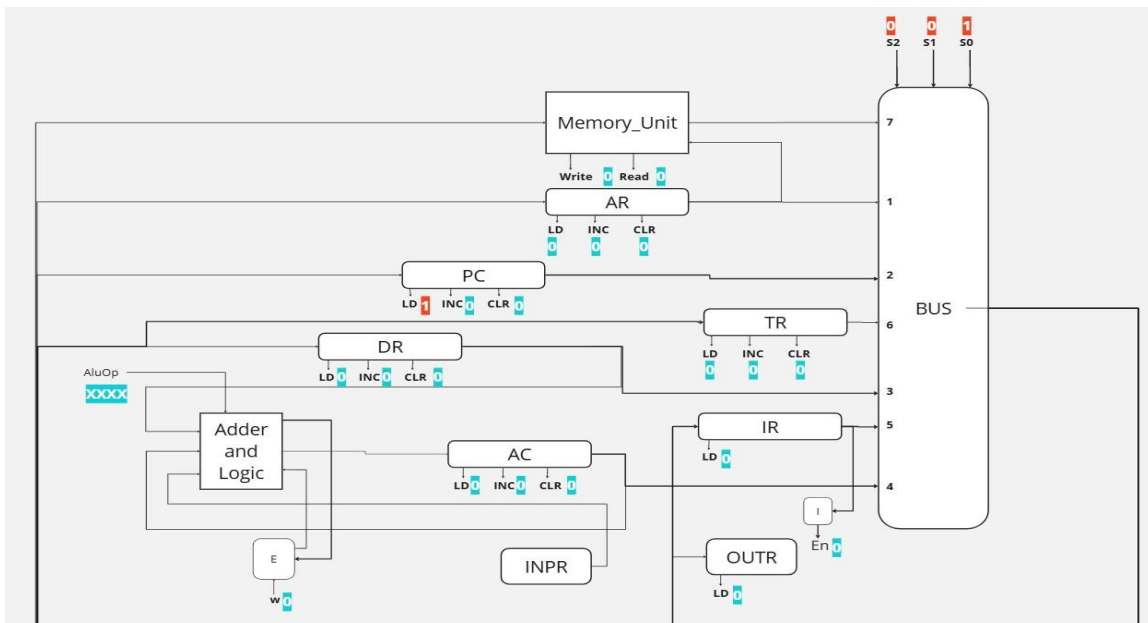 0 0 1
S2 S1 S0
Memory_Unit
7
Write 0 Read 0
AR
1
LD INC CLR
0 0 0
PC
2
LD 1 INC 0 CLR 0
BUS
TR
6
LD INC CLR
0 0 0
DR
LD 0 INC 0 CLR 0
AluOp
XXXX
3
Adder
and
Logic
IR
5
LD 0
AC
LD 0 INC 0 CLR 0
4
I
En 0
E
w 0
INPR
OUTR
LD 0